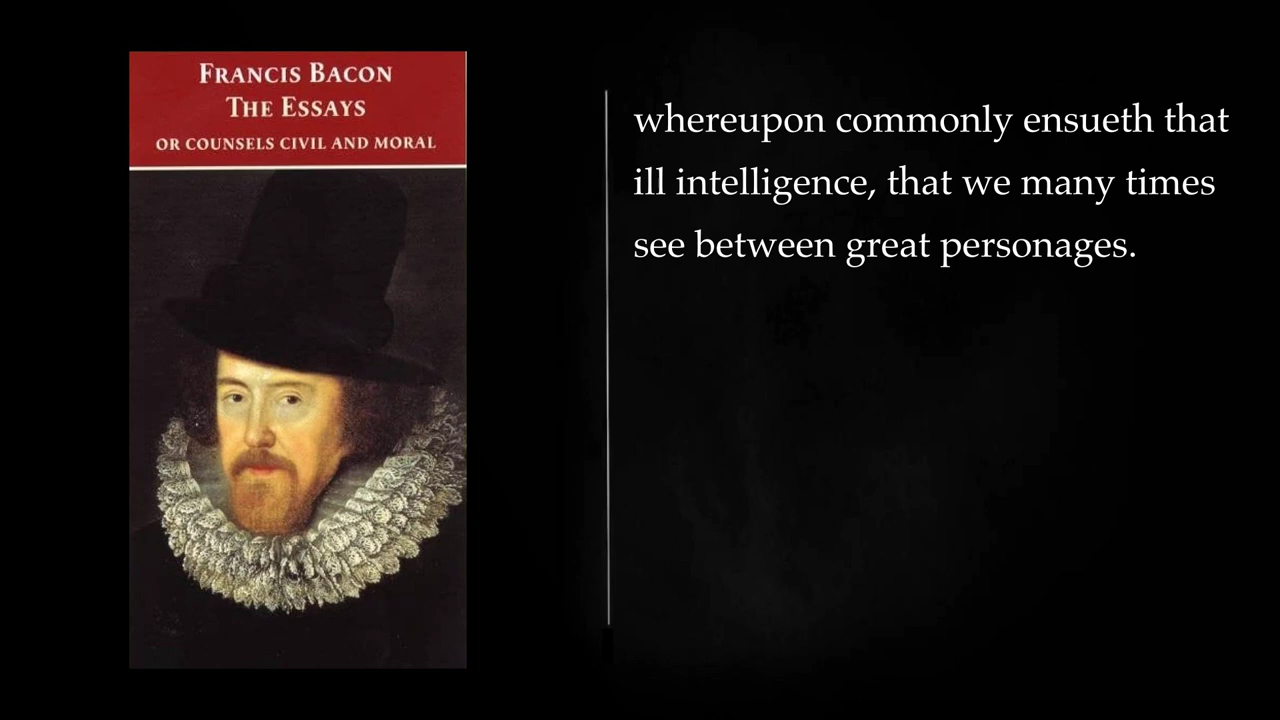 FRANCIS BACON
THE ESSAYS
OR COUNSELS CIVIL AND MORAL
whereupon commonly ensueth that
ill intelligence, that we many times
see between great personages.